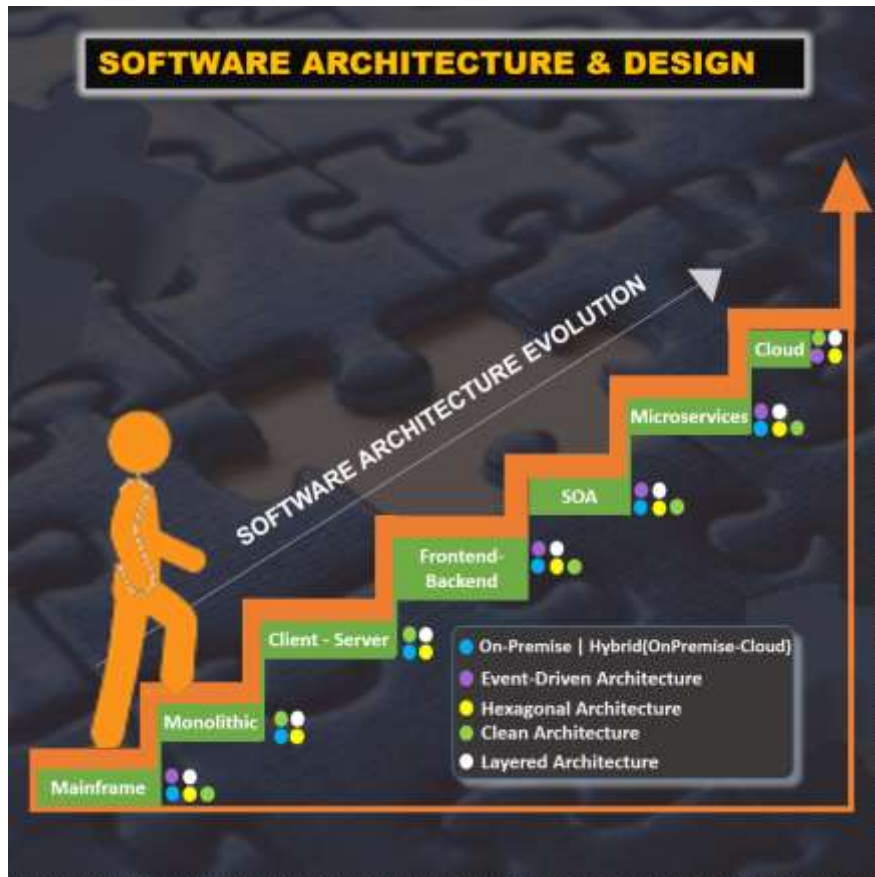 SOFTWARE ARCHITECTURE & DESIGN
SOFTWARE ARCHITECTURE EVOLUTION
Cloud
Microservices
SOA
Frontend-
Backend
Client - Server
Monolithic
Mainframe
On-Premise | Hybrid(OnPremise-Cloud)
Event-Driven Architecture
Hexagonal Architecture
Clean Architecture
Layered Architecture